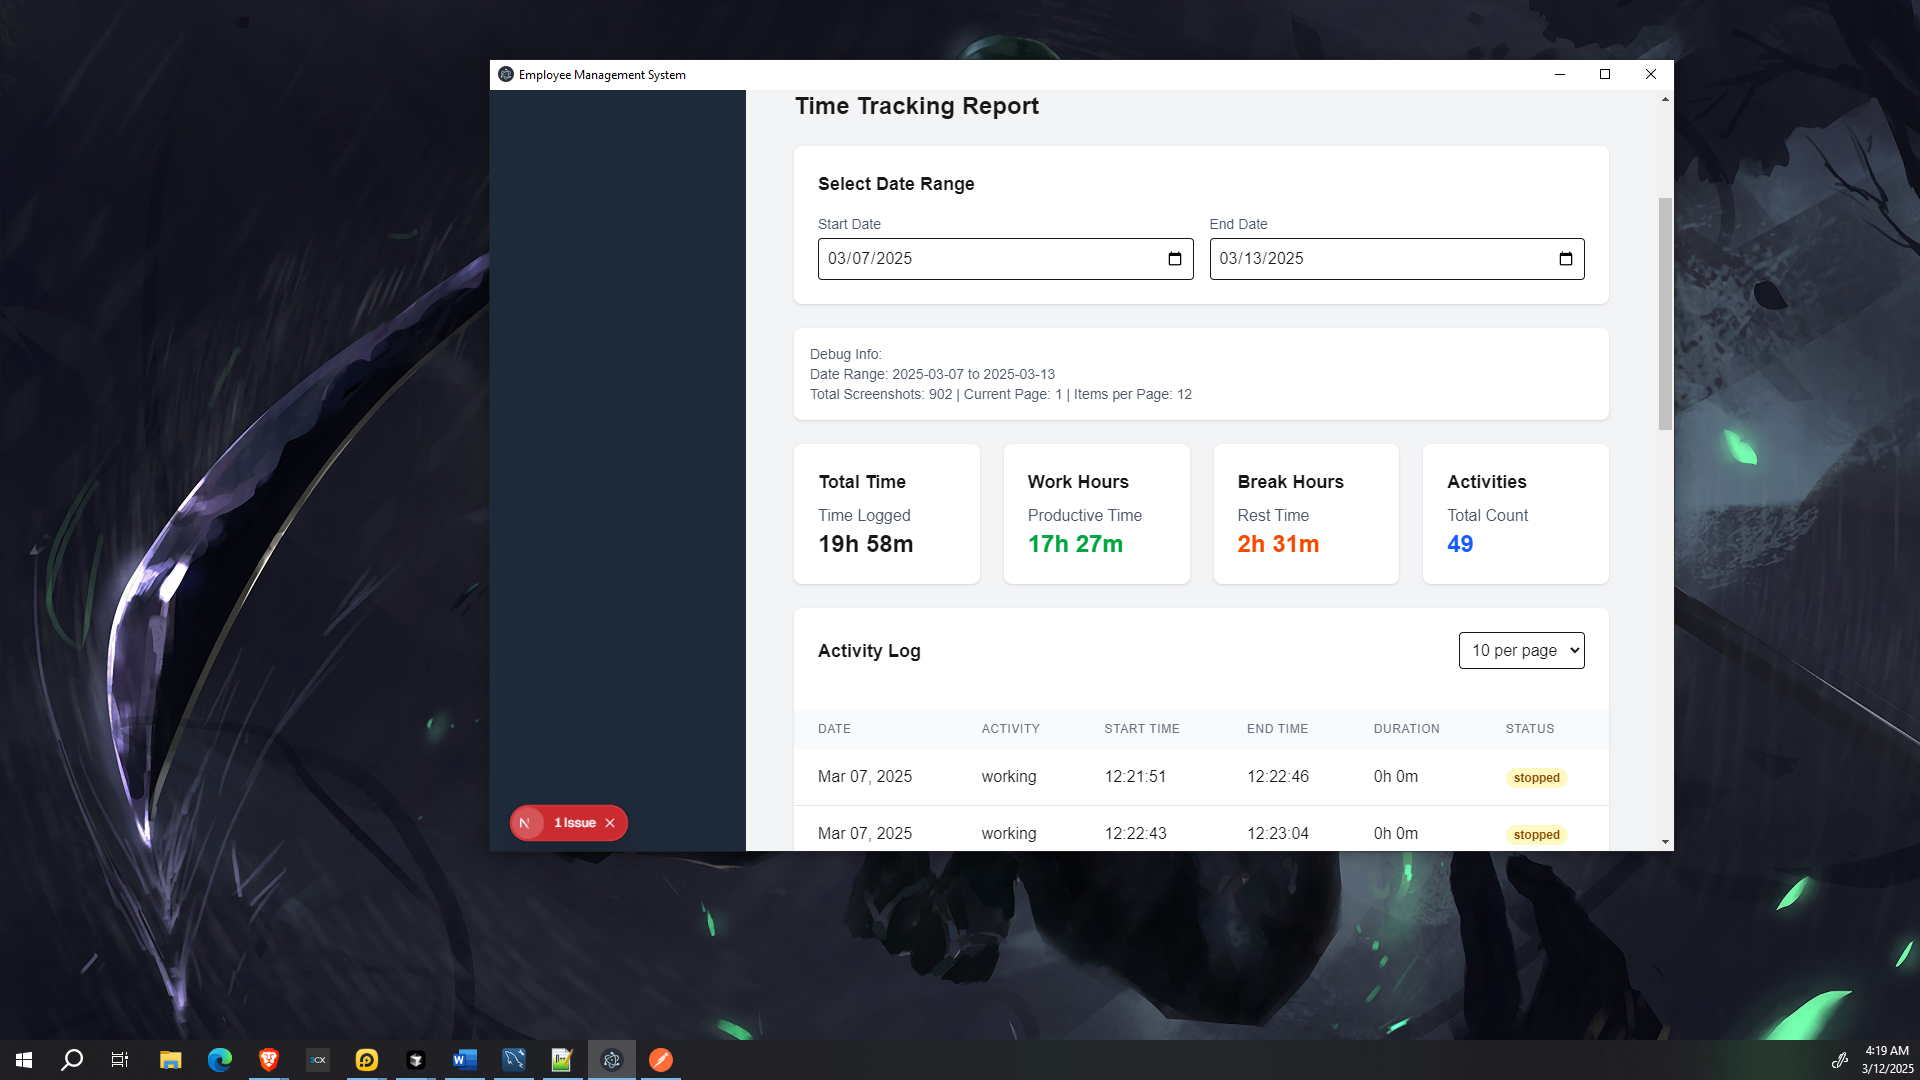 Employee Management System
Time Tracking Report
Select Date Range
Start Date
End Date
03/07/2025
03/13/2025
Debug Info:
Date Range: 2025-03-07 to 2025-03-13
Total Screenshots: 902 | Current Page: 1 | Items per Page: 12
Total Time
Time Logged
19h 58m
Work Hours
Productive Time
17h 27m
Break Hours
Rest Time
2h 31m
Activities
Total Count
49
Activity Log
10 per page
DATE ACTIVITY START TIME END TIME DURATION STATUS
Mar 07, 2025 working 12:21:51 12:22:46 0h 0m stopped
Mar 07, 2025 working 12:22:43 12:23:04 0h 0m stopped
N 1 Issue
3CX
W
4:19 AM
3/12/2025